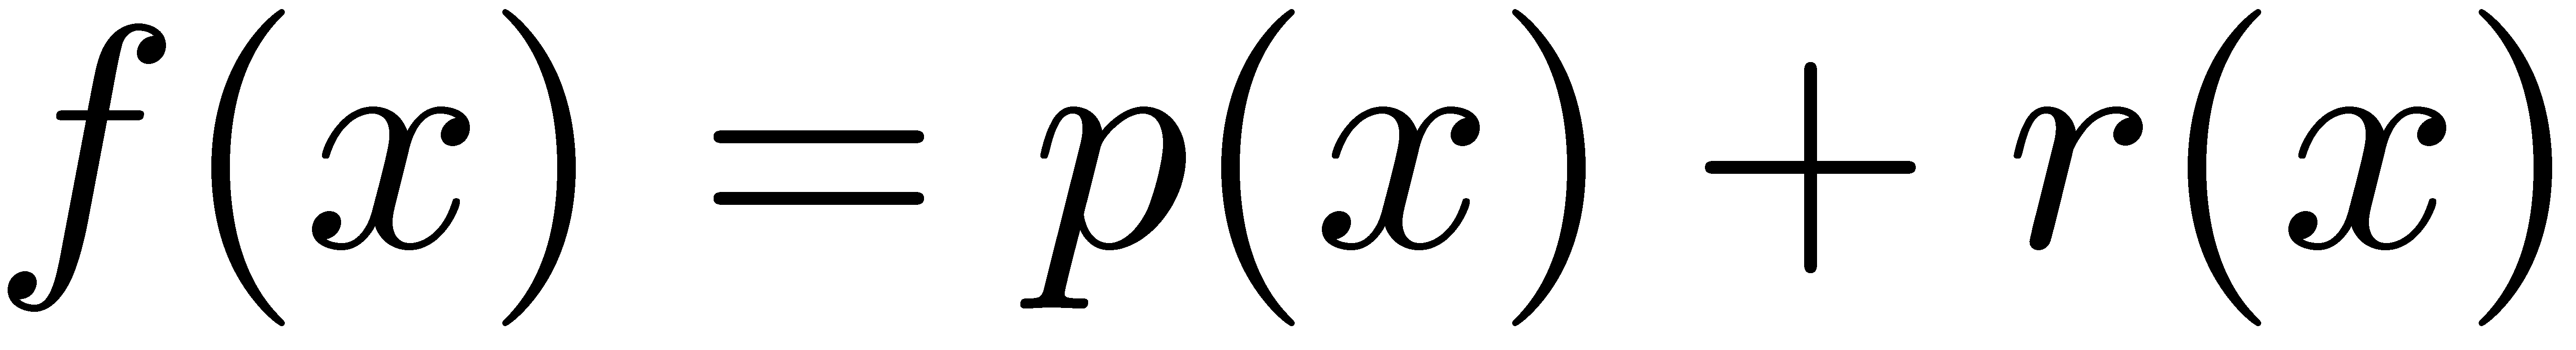 f(x) = p(x) + r(x)